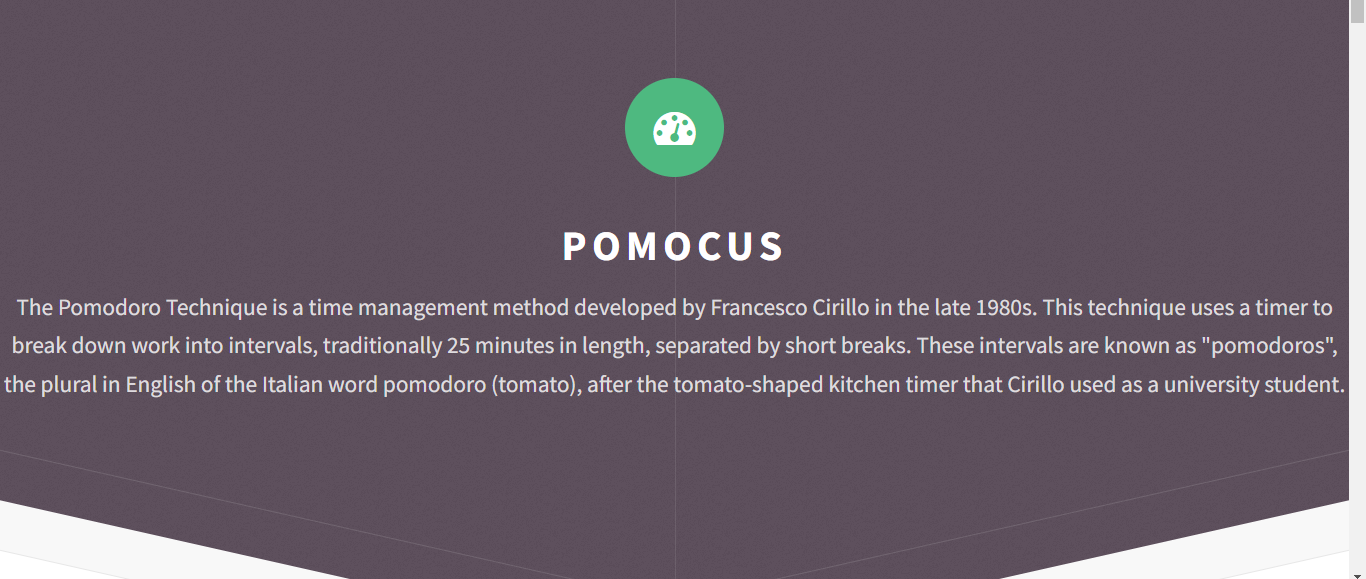 POMOCUS
The Pomodoro Technique is a time management method developed by Francesco Cirillo in the late 1980s. This technique uses a timer to
break down work into intervals, traditionally 25 minutes in length, separated by short breaks. These intervals are known as "pomodoros",
the plural in English of the Italian word pomodoro (tomato), after the tomato-shaped kitchen timer that Cirillo used as a university student.